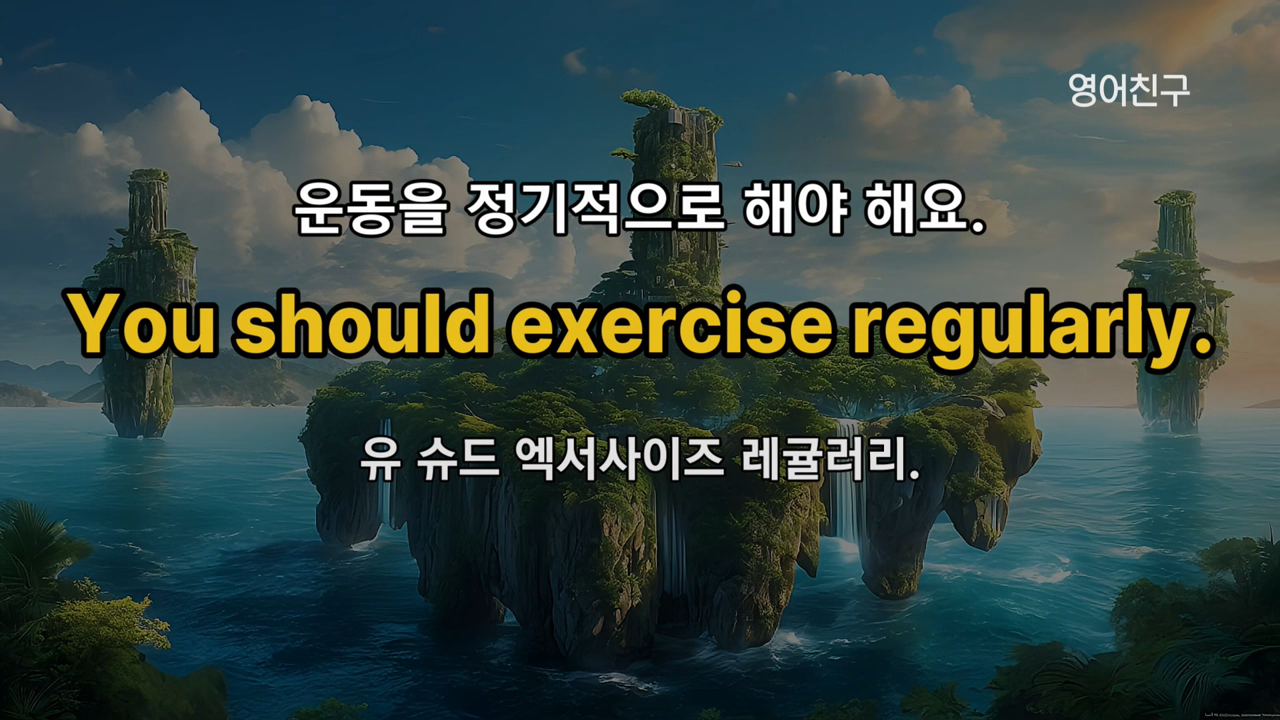 영어친구
운동을 정기적으로 해야 해요.
You should exercise regularly.
유 슈드 엑서사이즈 레귤러리.